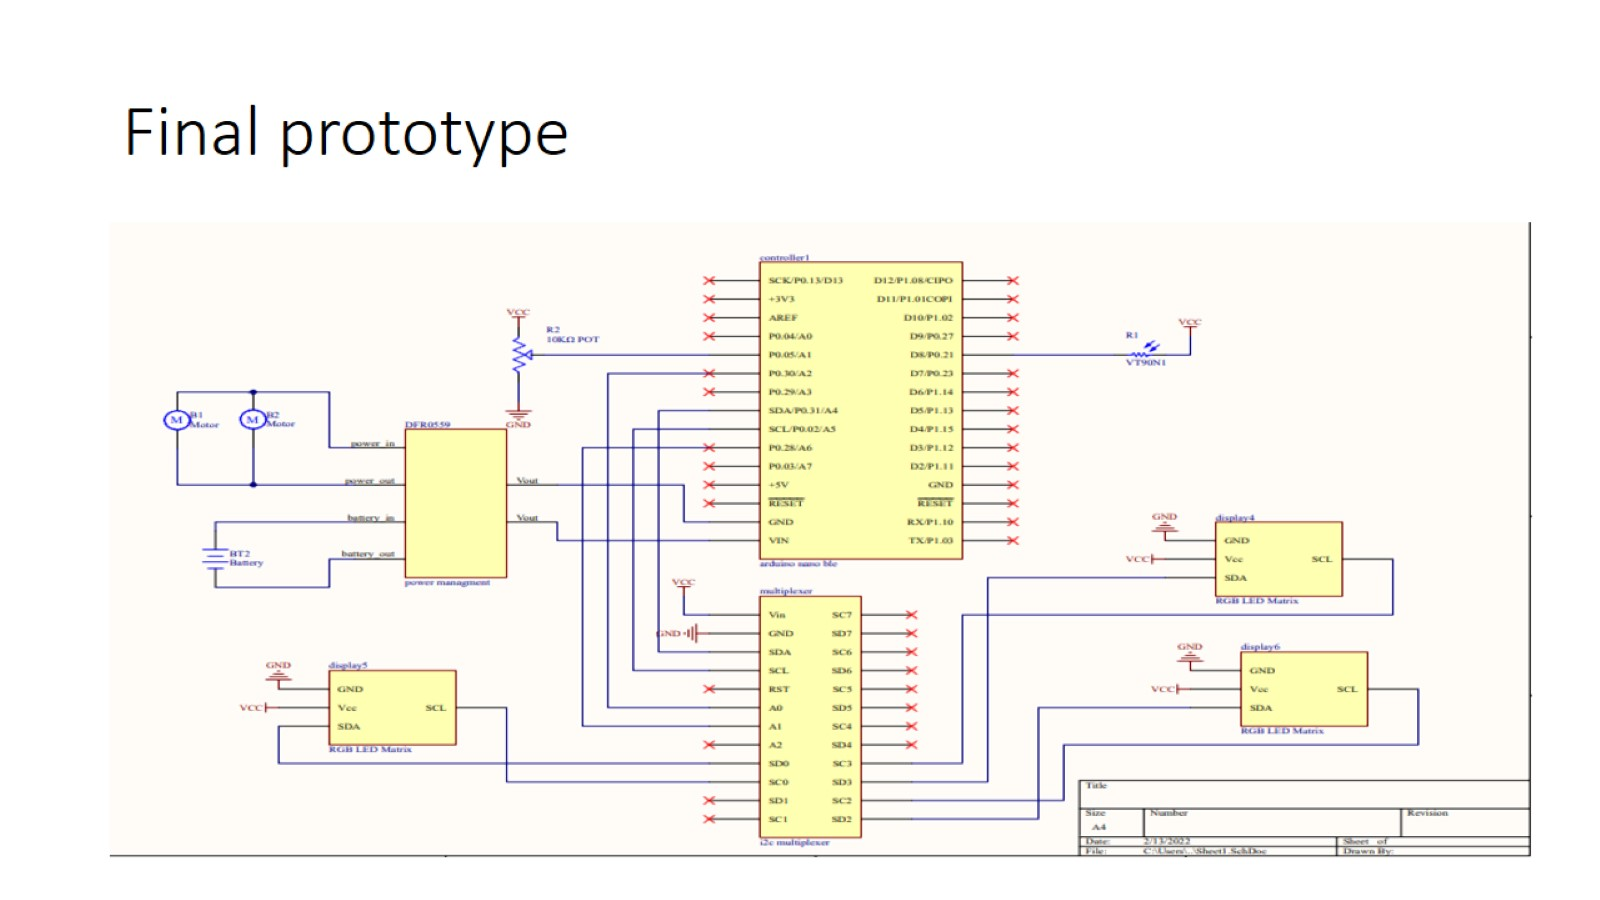 Final prototype
controller1
SCK/P0.13/D13
+3V3
AREF
P0.04/A0
P0.05/A1
P0.30/A2
P0.29/A3
SDA/P0.31/A4
SCL/P0.02/A5
P0.28/A6
P0.03/A7
+5V
RESET
GND
VIN
D12/P1.08/CIPO
D11/P1.01COPI
D10/P1.02
D9/P0.27
D8/P0.21
D7/P0.23
D6/P1.14
D5/P1.13
D4/P1.15
D3/P1.12
D2/P1.11
GND
RESET
RX/P1.10
TX/P1.03
arduino nano ble
VCC
R2
10KΩ POT
GND
VCC
R1
VT90N1
B1
Motor
B2
Motor
DFR0559
power_in
power_out
battery_in
battery_out
Vout
Vout
power managment
BT2
Battery
VCC
GND
multiplexer
Vin
GND
SDA
SCL
RST
A0
A1
A2
SD0
SC0
SD1
SC1
SC7
SD7
SC6
SD6
SC5
SD5
SC4
SD4
SC3
SD3
SC2
SD2
i2c multiplexer
GND
VCC
display5
GND
Vcc
SDA
SCL
RGB LED Matrix
GND
VCC
display4
GND
Vcc
SDA
SCL
RGB LED Matrix
GND
VCC
display6
GND
Vcc
SDA
SCL
RGB LED Matrix
Title
Size
A4
Number
Revision
Date:
2/13/2022
Sheet of
File:
C:\Users\..\Sheet1.SchDoc
Drawn By: